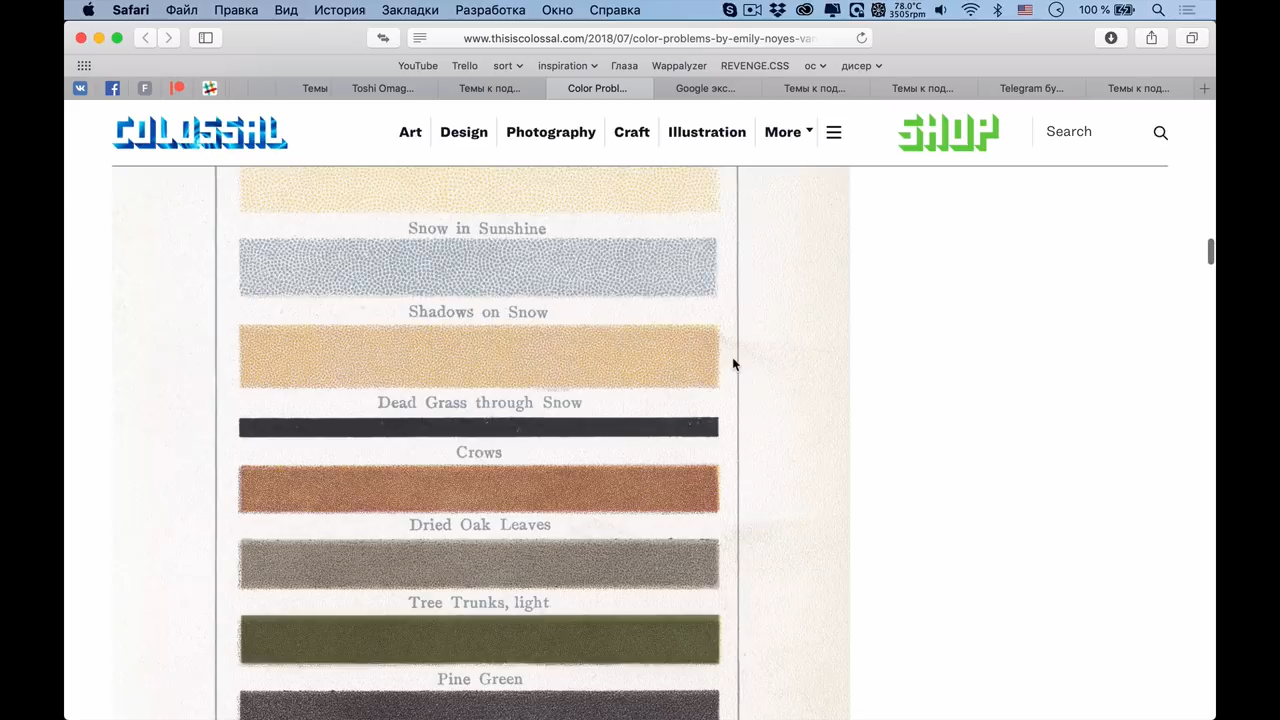 Safari Файл Правка Вид История Закладки Разработка Окно Справка 78.0°C 3505rpm 100 %
www.thisiscolossal.com/2018/07/color-problems-by-emily-noyes-van
YouTube Trello sort inspiration Глаза Wappalyzer REVENGE.CSS ос дисер
Темы Toshi Omag... Темы к под... Color Probl... Google экс... Темы к под... Темы к под... Telegram бу... Темы к под...
COLOSSAL Art Design Photography Craft Illustration More SHOP Search
Snow in Sunshine
Shadows on Snow
Dead Grass through Snow
Crows
Dried Oak Leaves
Tree Trunks, light
Pine Green